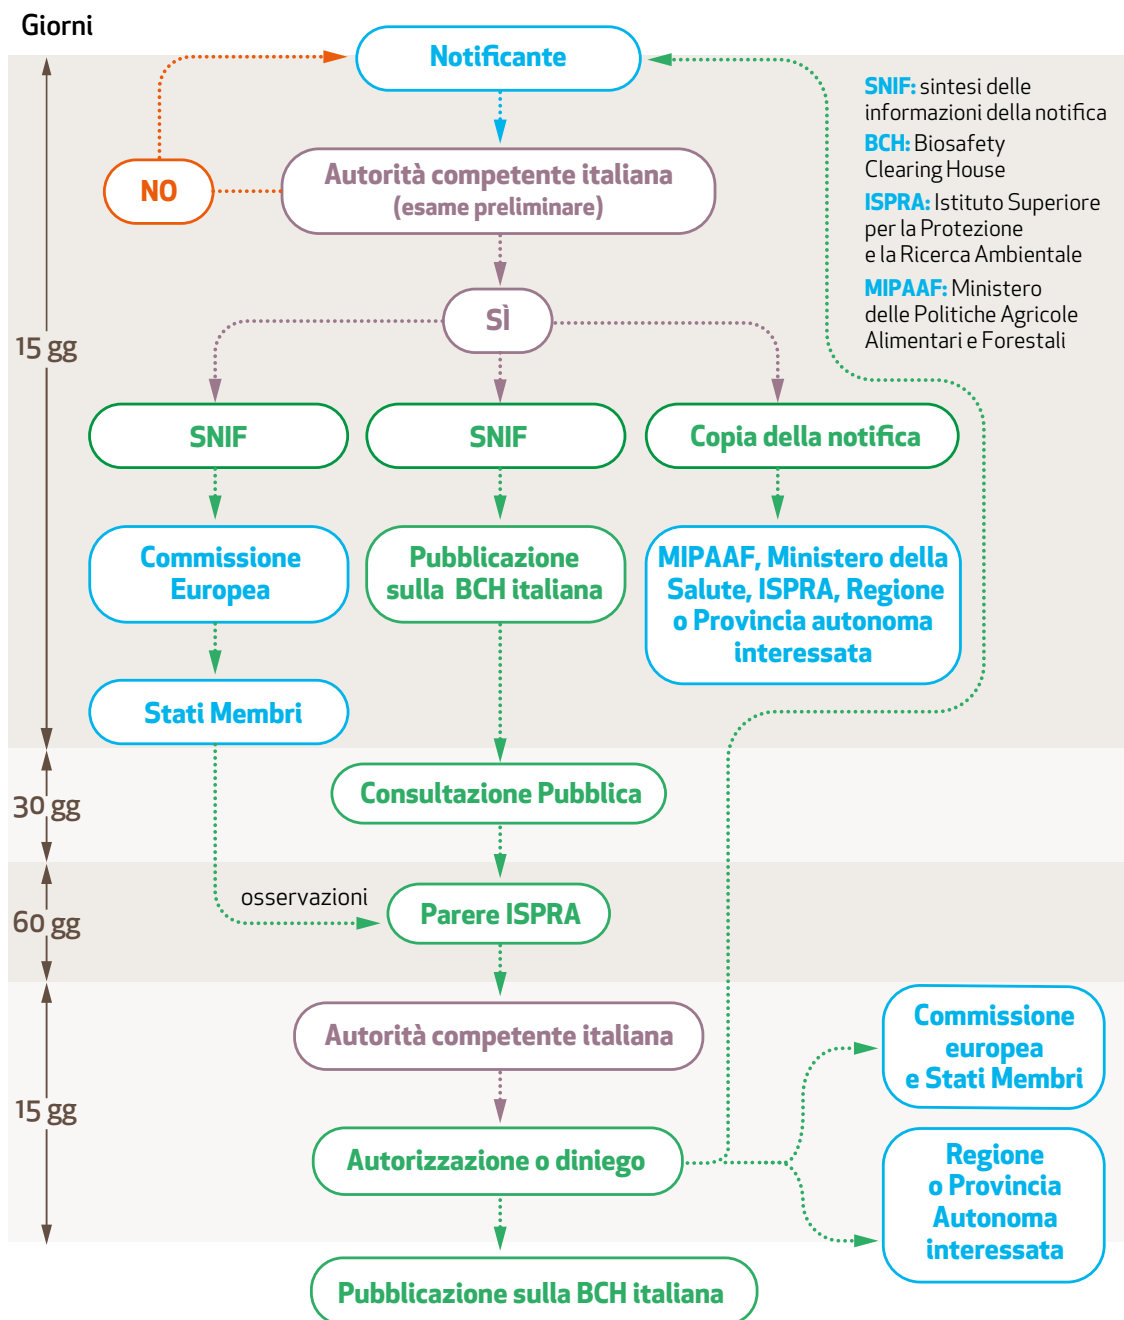 Giorni
Notificante
SNIF: sintesi delle
informazioni della notifica
BCH: Biosafety
Clearing House
ISPRA: Istituto Superiore
per la Protezione
e la Ricerca Ambientale
MIPAAF: Ministero
delle Politiche Agricole
Alimentari e Forestali
NO
Autorità competente italiana
(esame preliminare)
SÌ
15 gg
SNIF
SNIF
Copia della notifica
Commissione
Europea
Pubblicazione
sulla BCH italiana
MIPAAF, Ministero della
Salute, ISPRA, Regione
o Provincia autonoma
interessata
Stati Membri
30 gg
Consultazione Pubblica
60 gg
osservazioni
Parere ISPRA
15 gg
Autorità competente italiana
Commissione
europea
e Stati Membri
Autorizzazione o diniego
Regione
o Provincia
Autonoma
interessata
Pubblicazione sulla BCH italiana